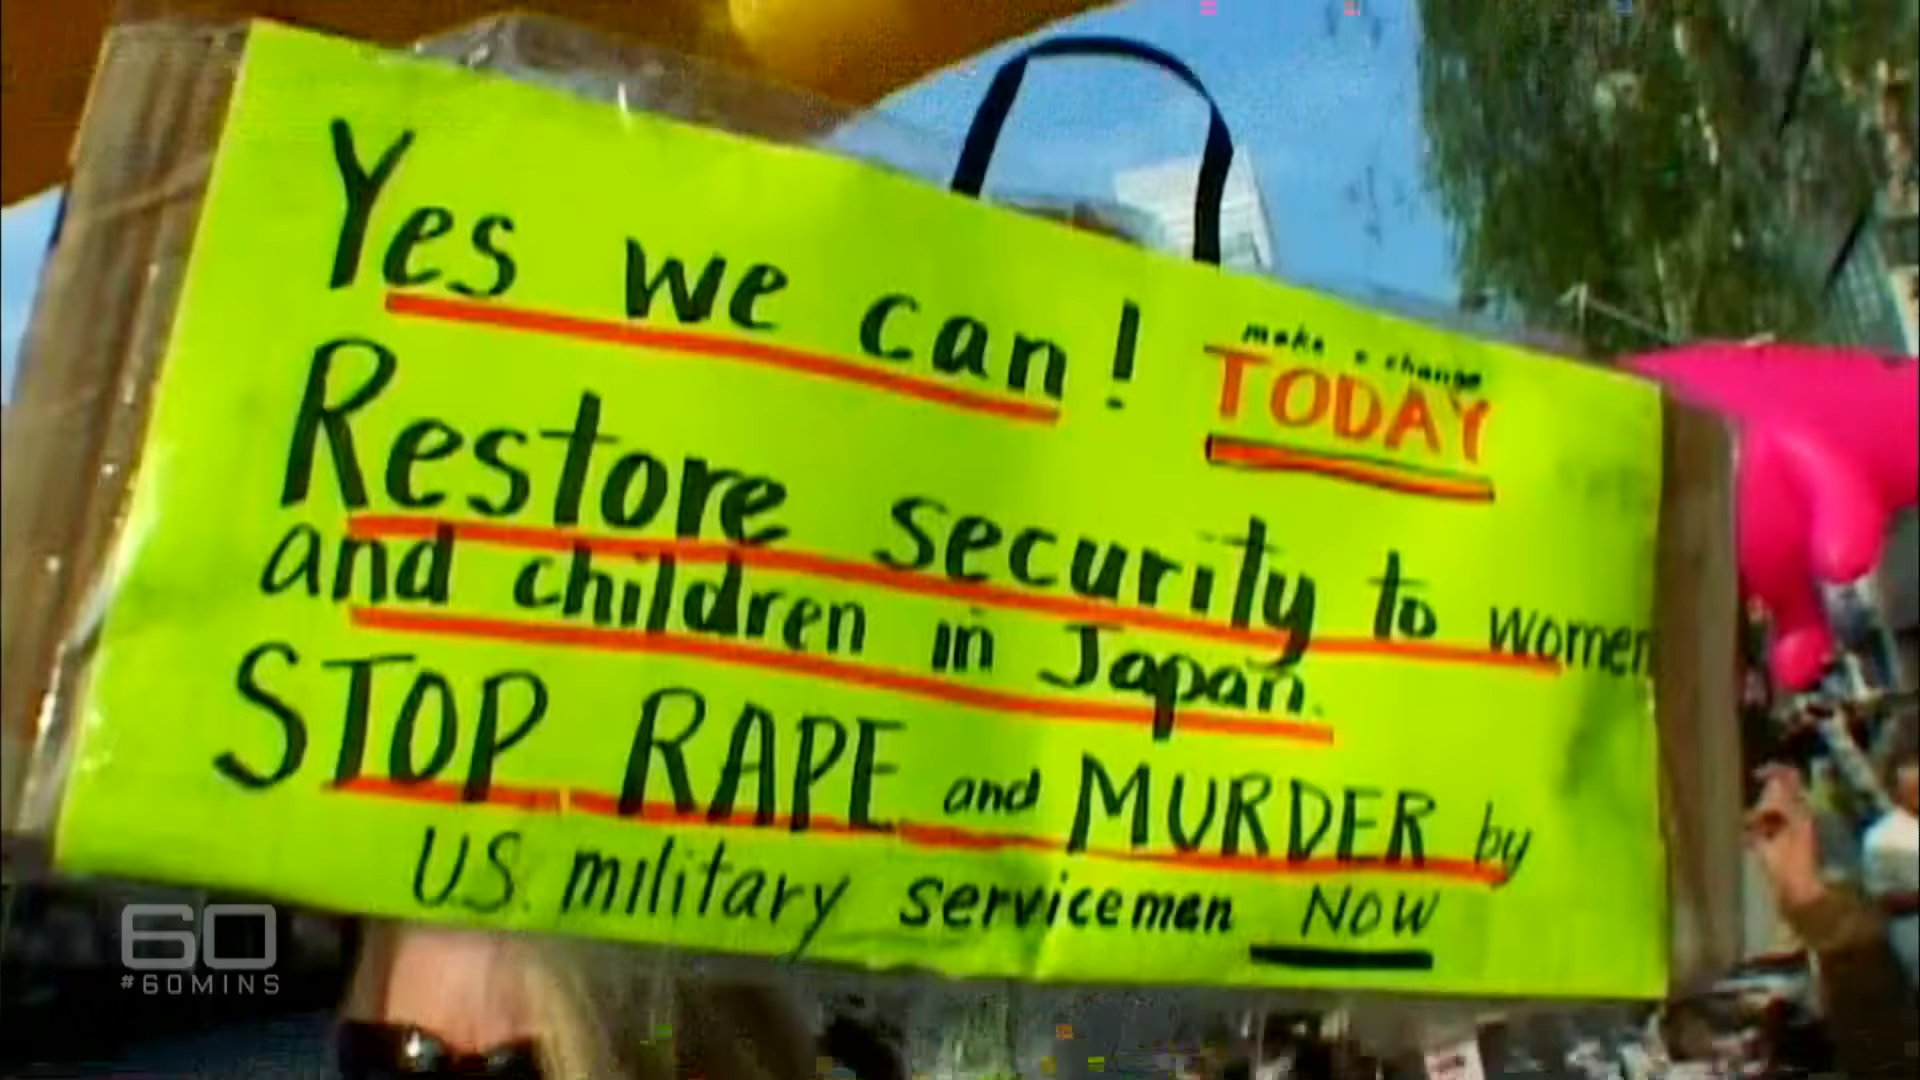 Yes we can!
make a change
TODAY
Restore security to women
and children in Japan.
STOP RAPE and MURDER by
U.S. military servicemen NOW
60
#60MINS